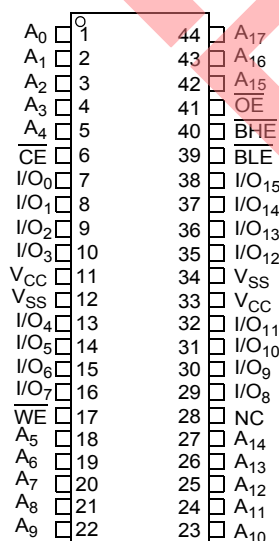 A0 1 44 A17
A1 2 43 A16
A2 3 42 A15
A3 4 41 OE
A4 5 40 BHE
CE 6 39 BLE
I/O0 7 38 I/O15
I/O1 8 37 I/O14
I/O2 9 36 I/O13
I/O3 10 35 I/O12
VCC 11 34 VSS
VSS 12 33 VCC
I/O4 13 32 I/O11
I/O5 14 31 I/O10
I/O6 15 30 I/O9
I/O7 16 29 I/O8
WE 17 28 NC
A5 18 27 A14
A6 19 26 A13
A7 20 25 A12
A8 21 24 A11
A9 22 23 A10